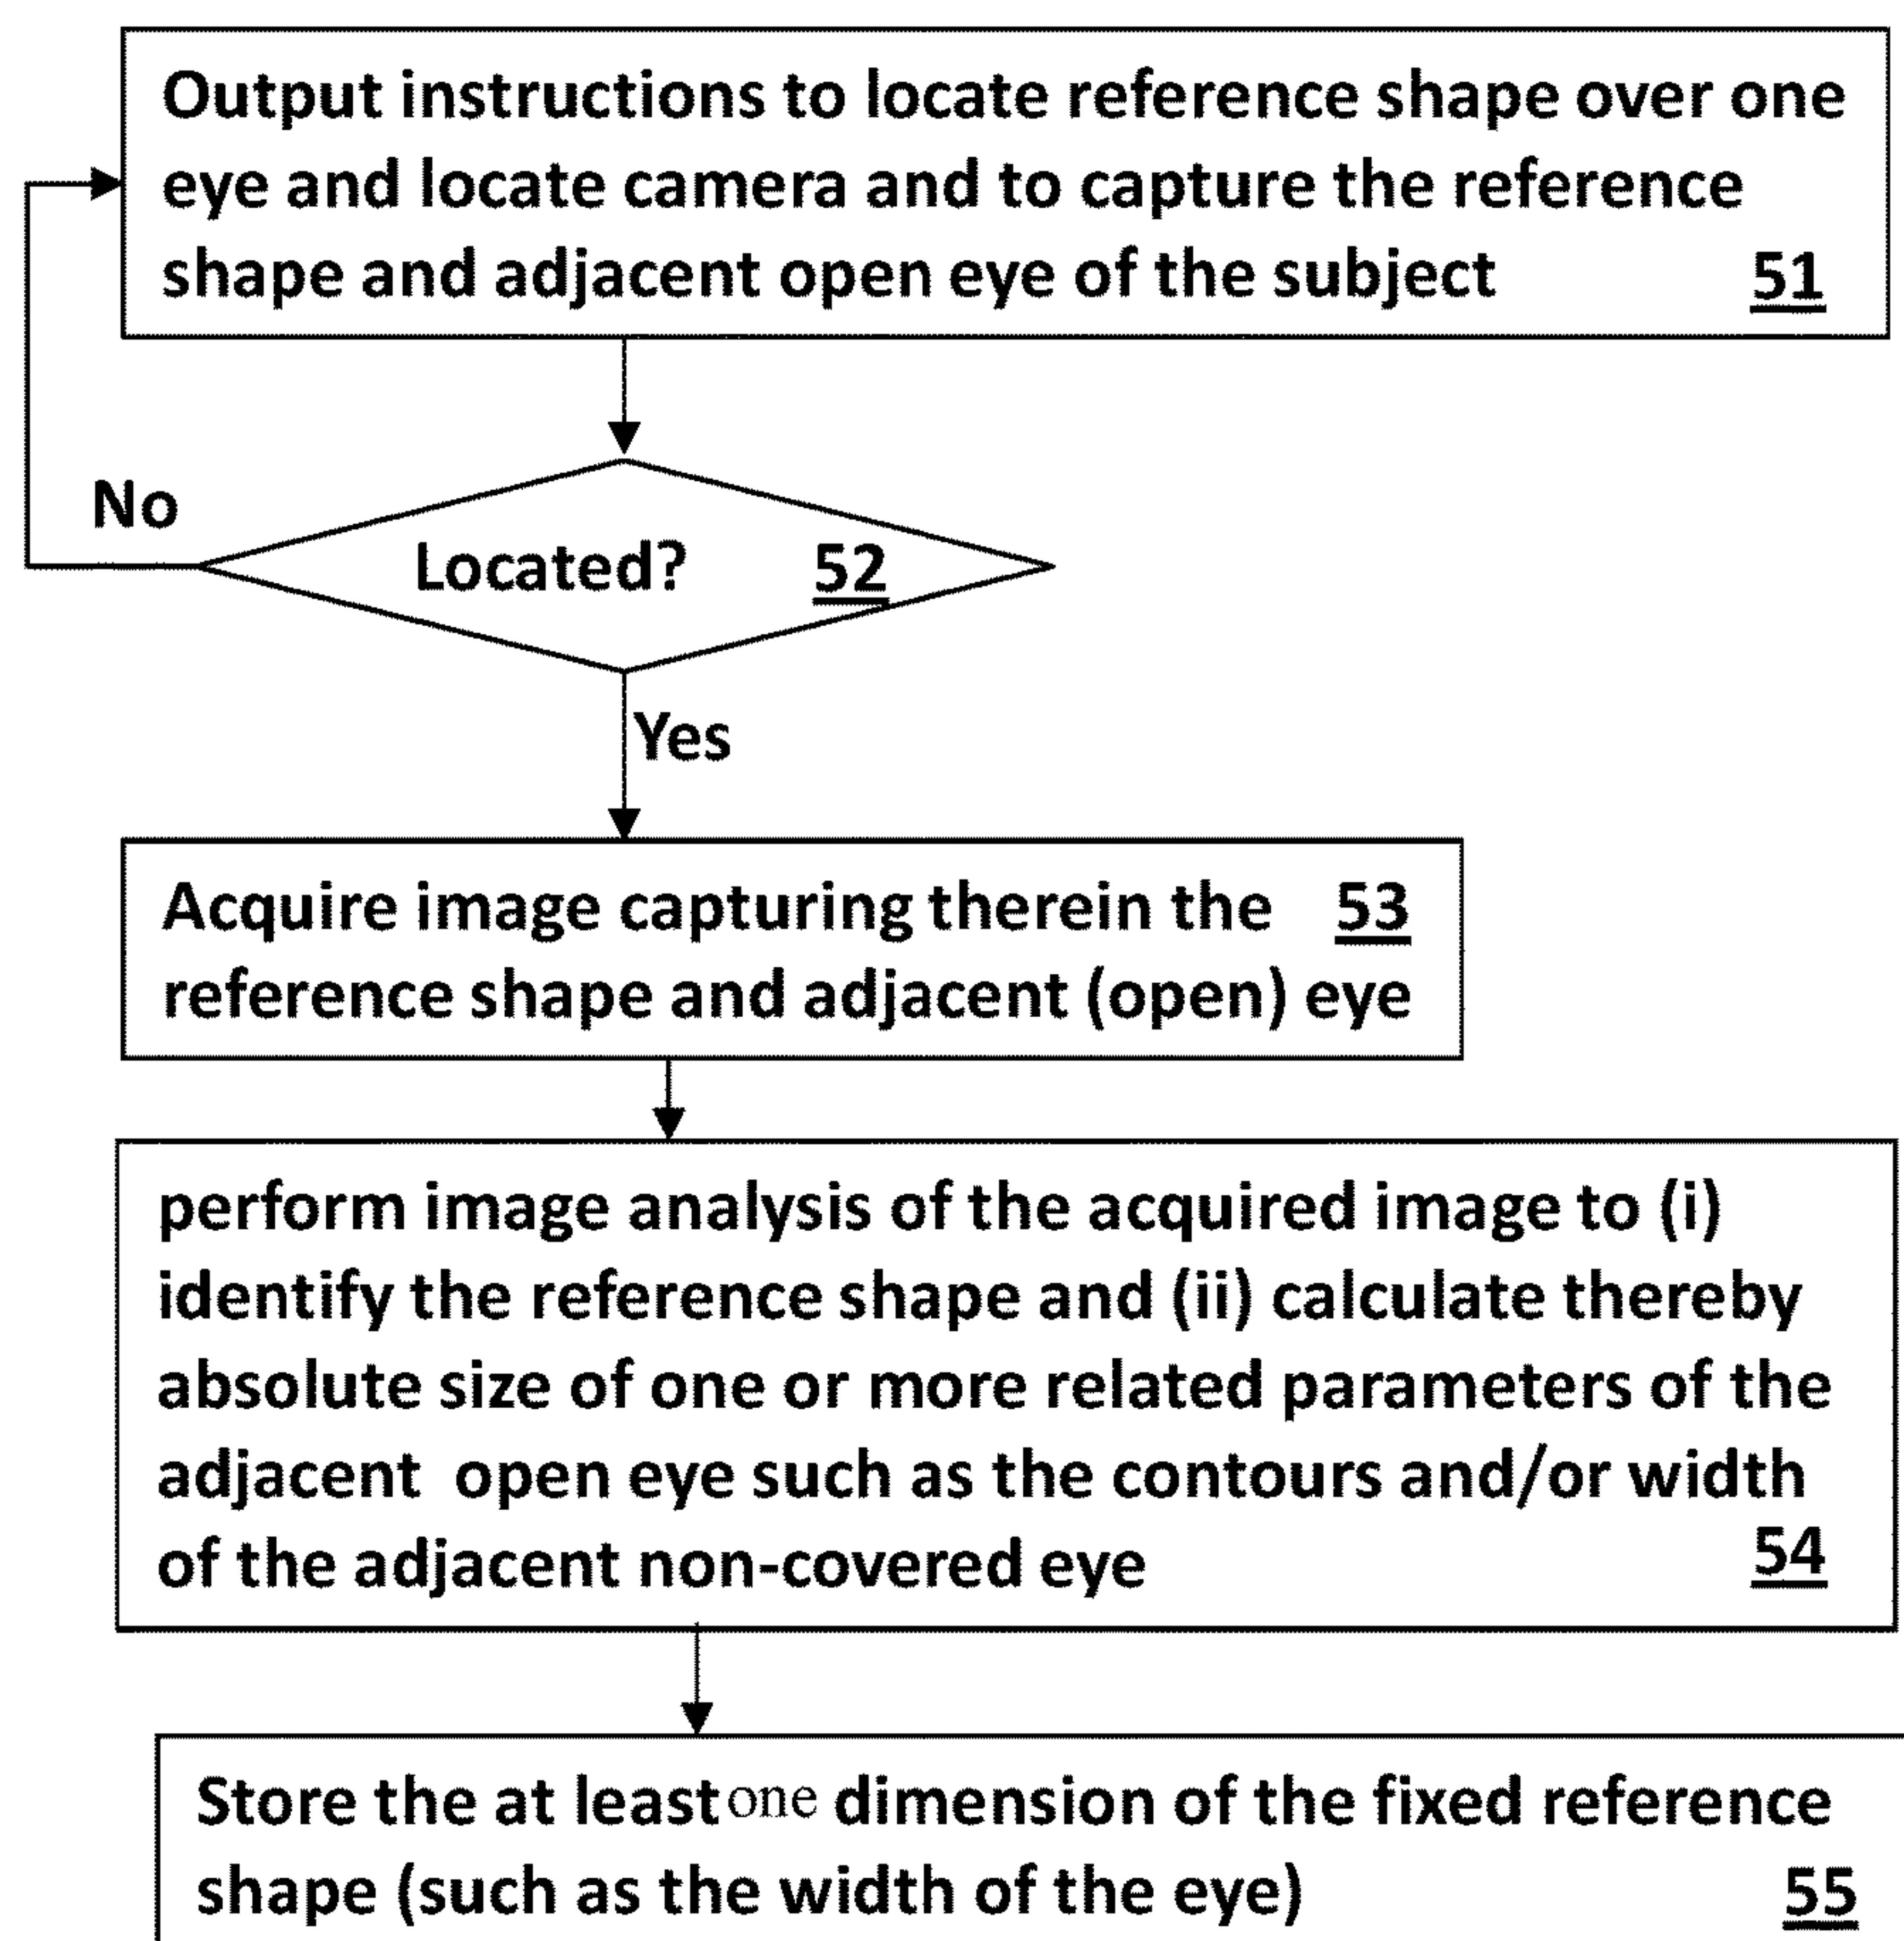 Output instructions to locate reference shape over one
eye and locate camera and to capture the reference
shape and adjacent open eye of the subject 51
No
Located? 52
Yes
Acquire image capturing therein the 53
reference shape and adjacent (open) eye
perform image analysis of the acquired image to (i)
identify the reference shape and (ii) calculate thereby
absolute size of one or more related parameters of the
adjacent open eye such as the contours and/or width
of the adjacent non-covered eye 54
Store the at least one dimension of the fixed reference
shape (such as the width of the eye) 55